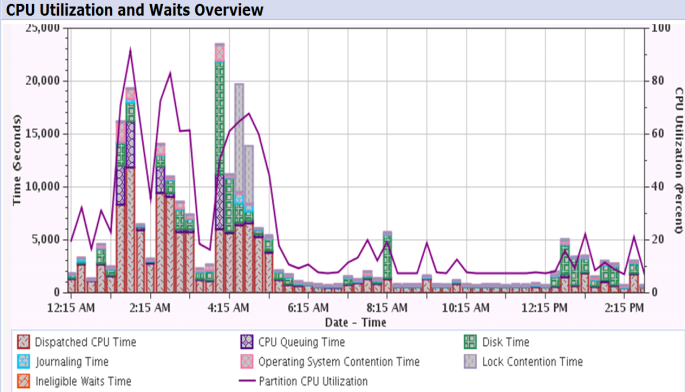 CPU Utilization and Waits Overview
25,000 100
20,000 80
15,000 60
10,000 40
5,000 20
0 0
Time (Seconds)
CPU Utilization (Percent)
12:15 AM 2:15 AM 4:15 AM 6:15 AM 8:15 AM 10:15 AM 12:15 PM 2:15 PM
Date - Time
Dispatched CPU Time CPU Queuing Time Disk Time
Journaling Time Operating System Contention Time Lock Contention Time
Ineligible Waits Time Partition CPU Utilization